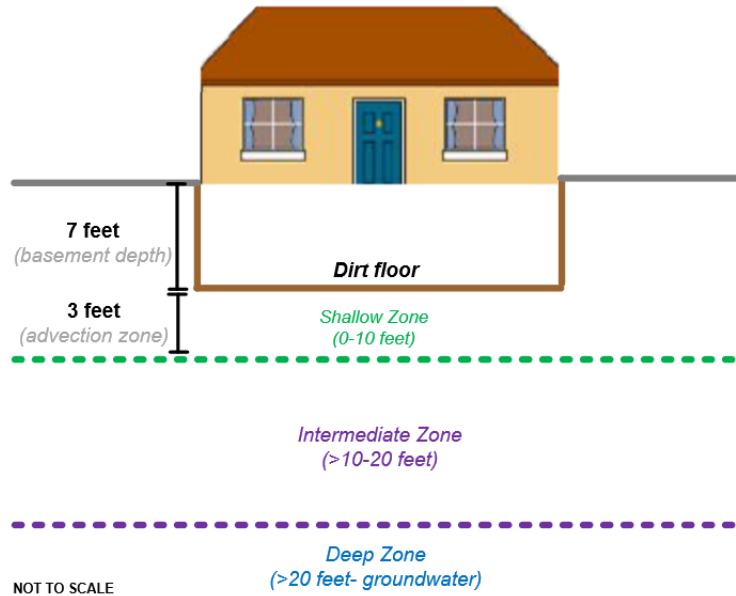 7 feet
(basement depth)
Dirt floor
3 feet
(advection zone)
Shallow Zone
(0-10 feet)
Intermediate Zone
(>10-20 feet)
Deep Zone
(>20 feet- groundwater)
NOT TO SCALE